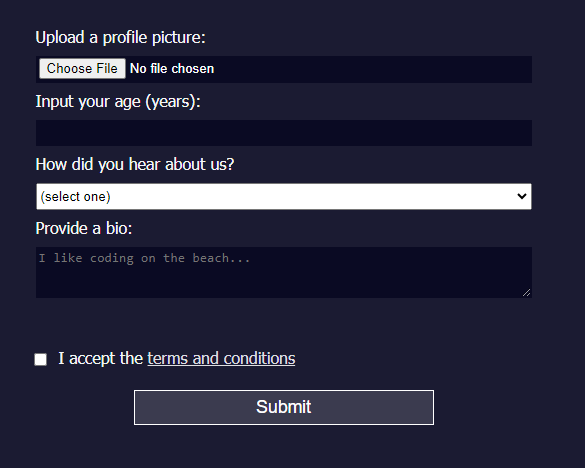 Upload a profile picture:
Choose File No file chosen
Input your age (years):
How did you hear about us?
(select one)
Provide a bio:
I like coding on the beach...
I accept the terms and conditions
Submit